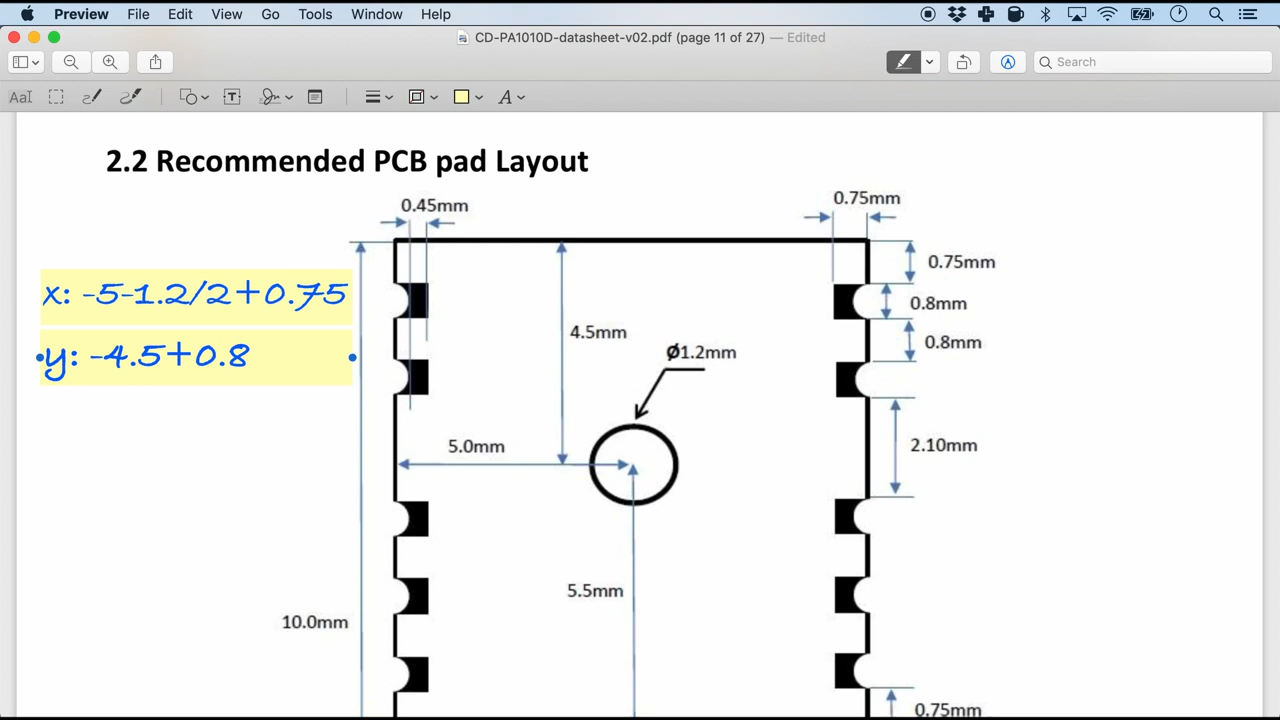 Preview File Edit View Go Tools Window Help
CD-PA1010D-datasheet-v02.pdf (page 11 of 27) — Edited
Search
AaI
T
A
2.2 Recommended PCB pad Layout
0.45mm
0.75mm
0.75mm
x: -5-1.2/2+0.75
0.8mm
4.5mm
0.8mm
y: -4.5+0.8
Ø1.2mm
5.0mm
2.10mm
5.5mm
10.0mm
0.75mm